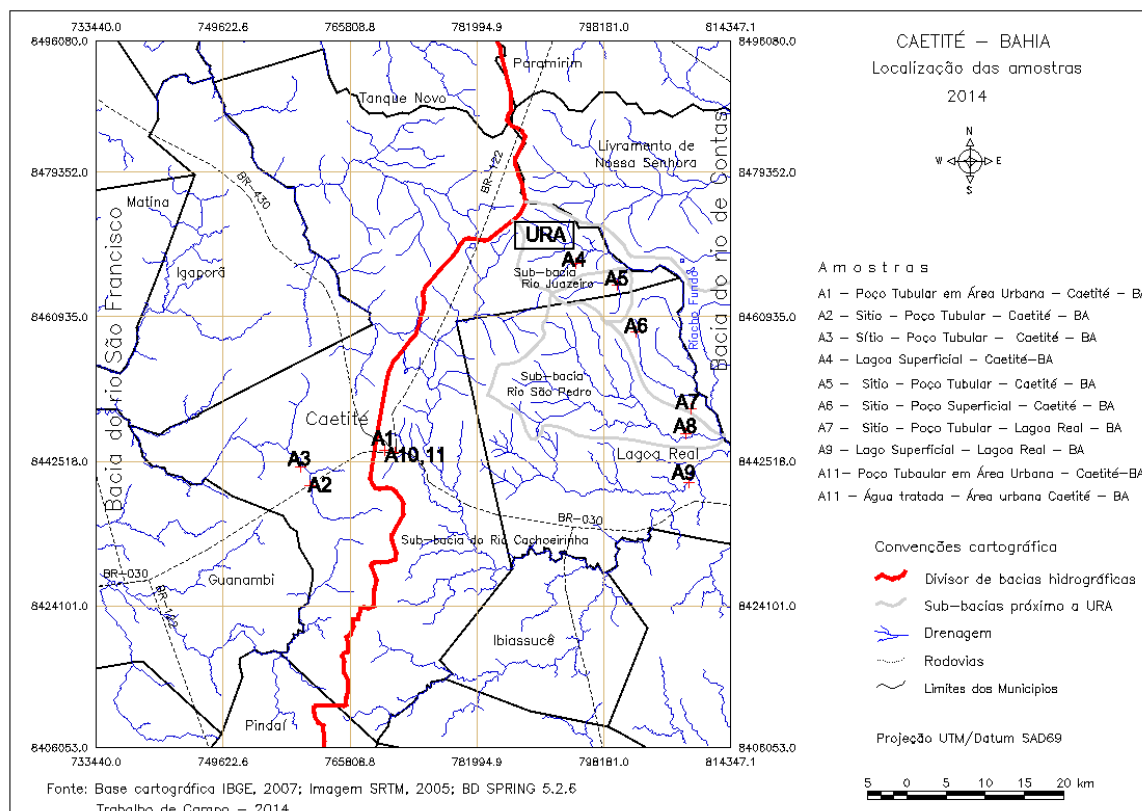 733440.0 749622.6 765808.8 781994.9 798181.0 814347.1
8496080.0 8496080.0
8479352.0 8479352.0
8460935.0 8460935.0
8442518.0 8442518.0
8424101.0 8424101.0
8406053.0 8406053.0
733440.0 749622.6 765808.8 781994.9 798181.0 814347.1
Paramirim
Tanque Novo
Livramento de
Nossa Senhora
BR-122
BR-430
Matina
Igaporã
Bacia do rio São Francisco
Bacia do rio de Contas
URA
A4
Sub-bacia
Rio Juazeiro
A5
Riacho Fundo
A6
Sub-bacia
Rio São Pedro
A7
A8
Caetité
A1
A10,11
A3
A2
Lagoa Real
A9
BR-030
Sub-bacia do Rio Cachoeirinha
BR-030
Guanambi
BR-122
Ibiassucê
Pindaí
CAETITÉ – BAHIA
Localização das amostras
2014
N
W E
S
Amostras
A1 – Poço Tubular em Área Urbana – Caetité – BA
A2 – Sitio – Poço Tubular – Caetité – BA
A3 – Sítio – Poço Tubular – Caetité – BA
A4 – Lagoa Superficial – Caetité-BA
A5 – Sitio – Poço Tubular – Caetité – BA
A6 – Sitio – Poço Superficial – Caetité – BA
A7 – Sitio – Poço Tubular – Lagoa Real – BA
A9 – Lago Superficial – Lagoa Real – BA
A11– Poço Tubaular em Área Urbana – Caetité-BA
A11 – Água tratada – Área urbana Caetité – BA
Convenções cartográfica
Divisor de bacias hidrográficas
Sub-bacias próximo a URA
Drenagem
Rodovias
Limites dos Municipios
Projeção UTM/Datum SAD69
5 0 5 10 15 20 km
Fonte: Base cartográfica IBGE, 2007; Imagem SRTM, 2005; BD SPRING 5.2.6
Trabalho de Campo – 2014